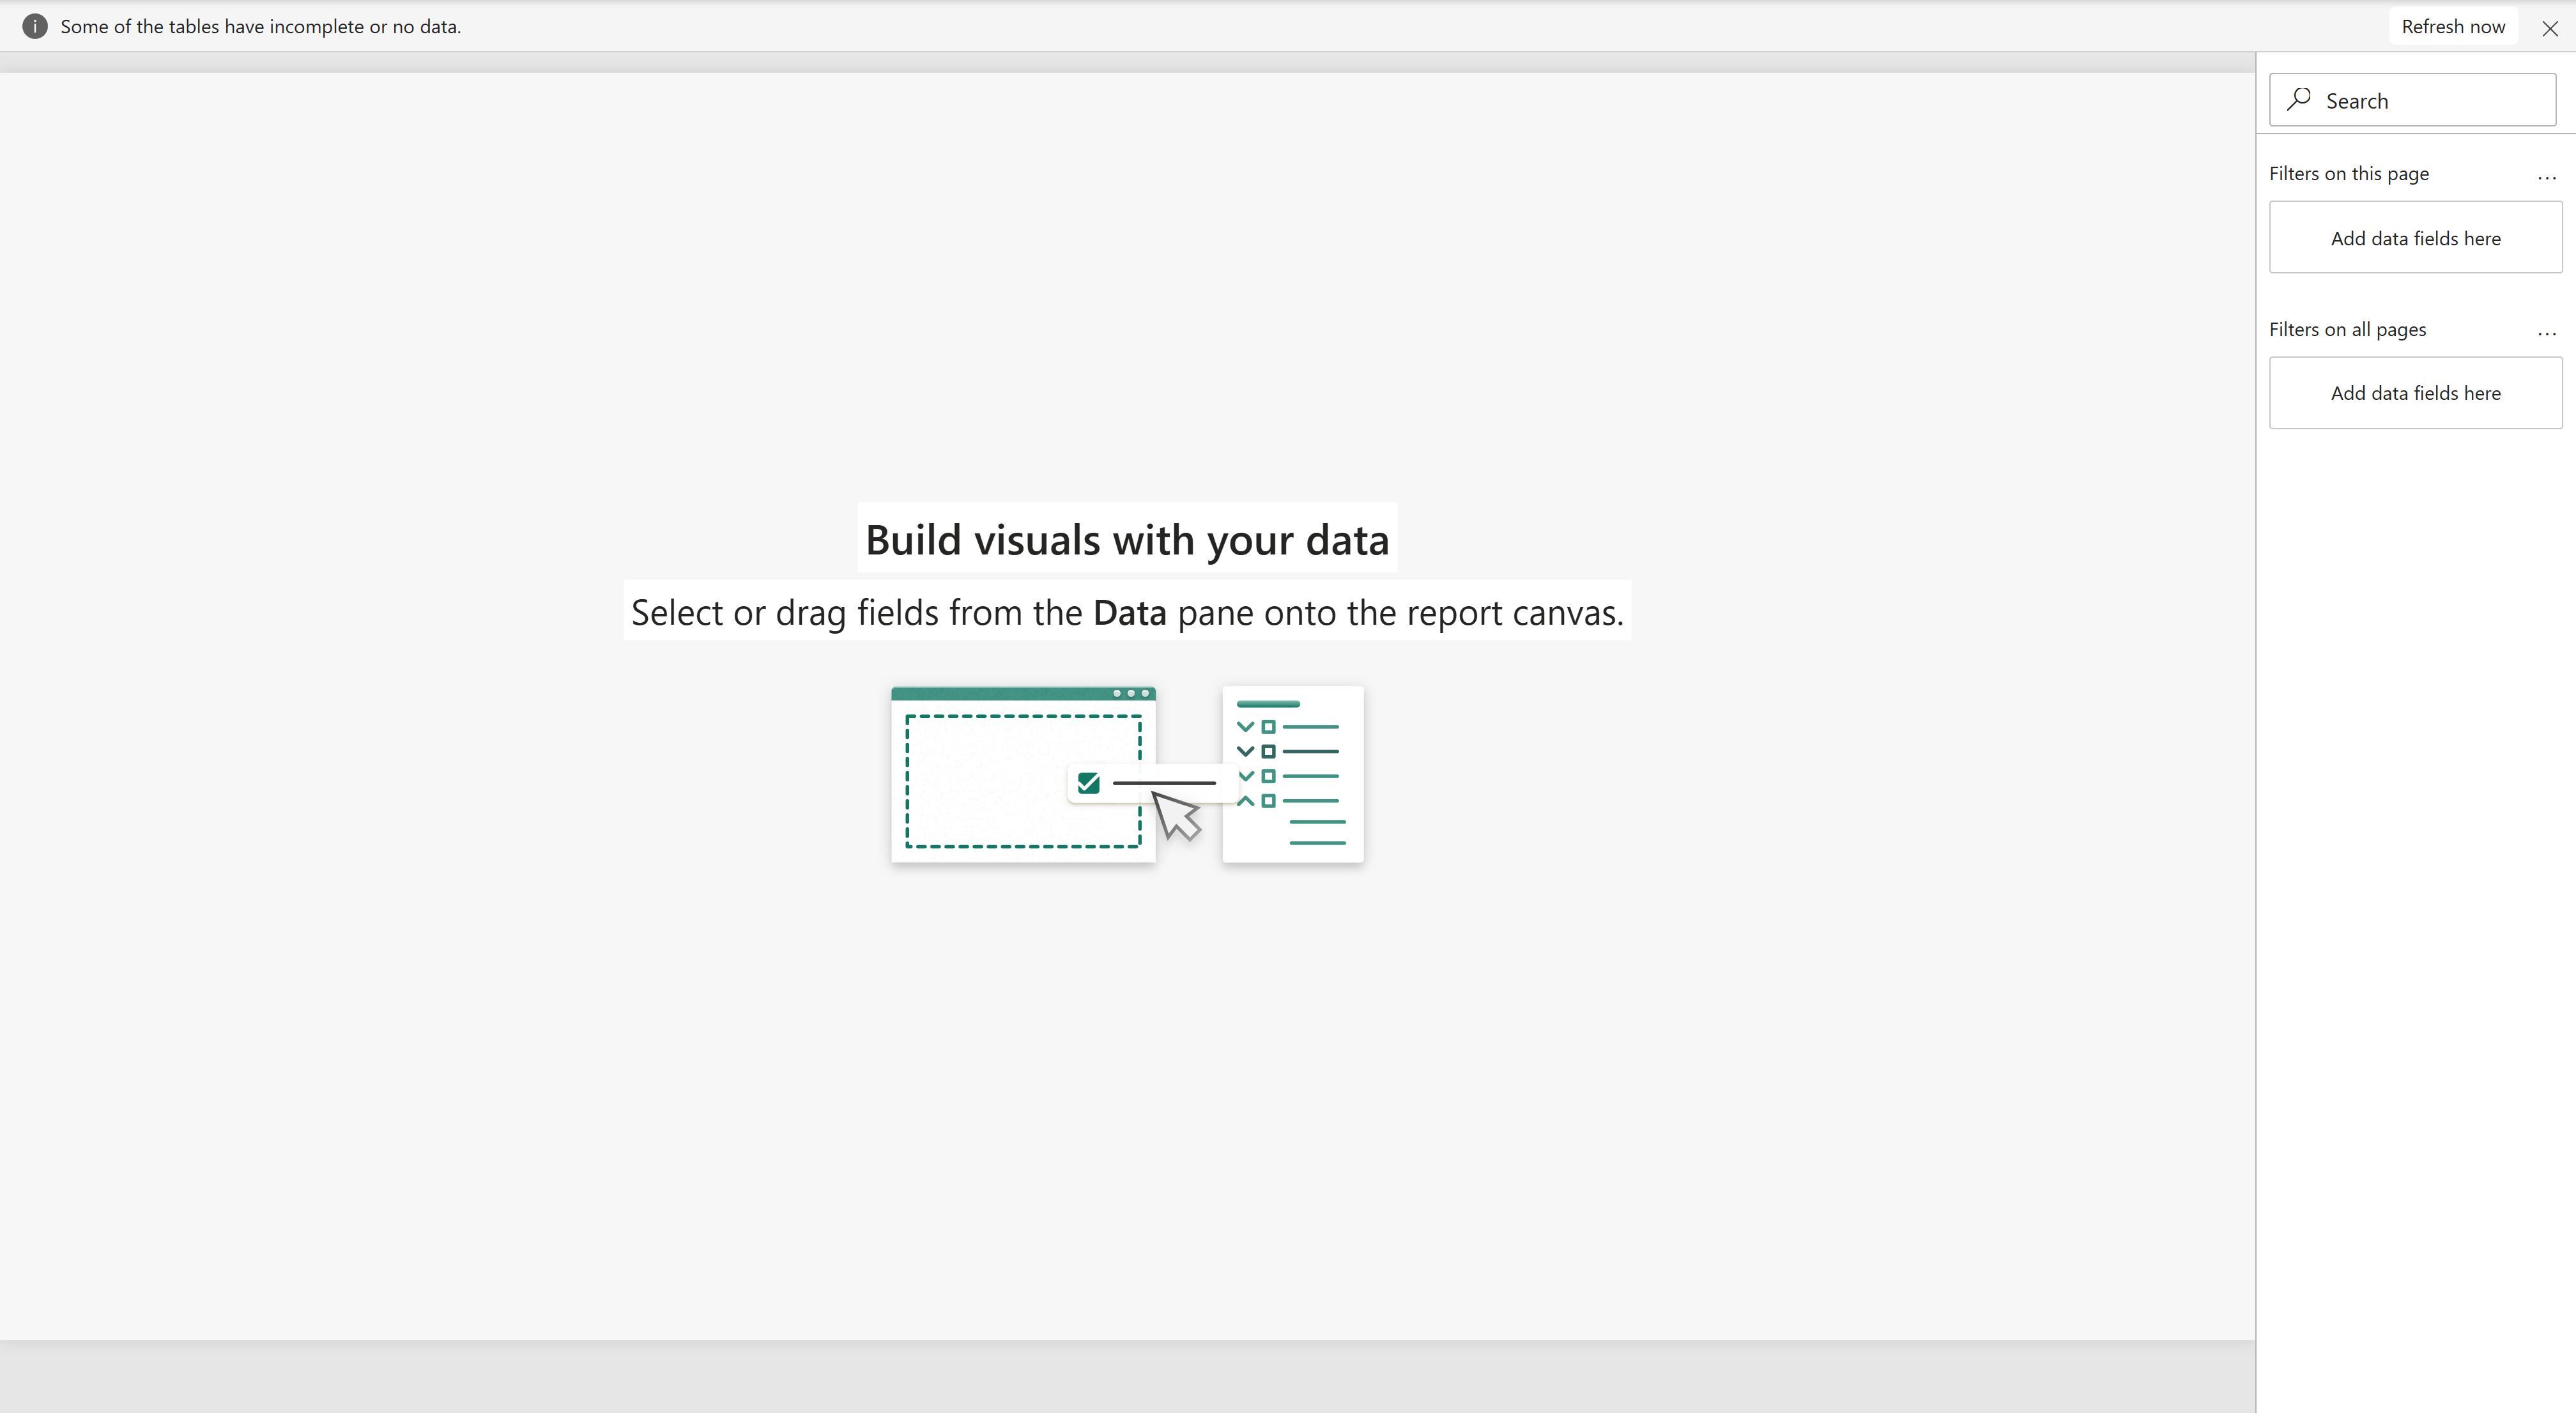 Some of the tables have incomplete or no data.
Refresh now
Search
Filters on this page
...
Add data fields here
Filters on all pages
...
Add data fields here
Build visuals with your data
Select or drag fields from the Data pane onto the report canvas.